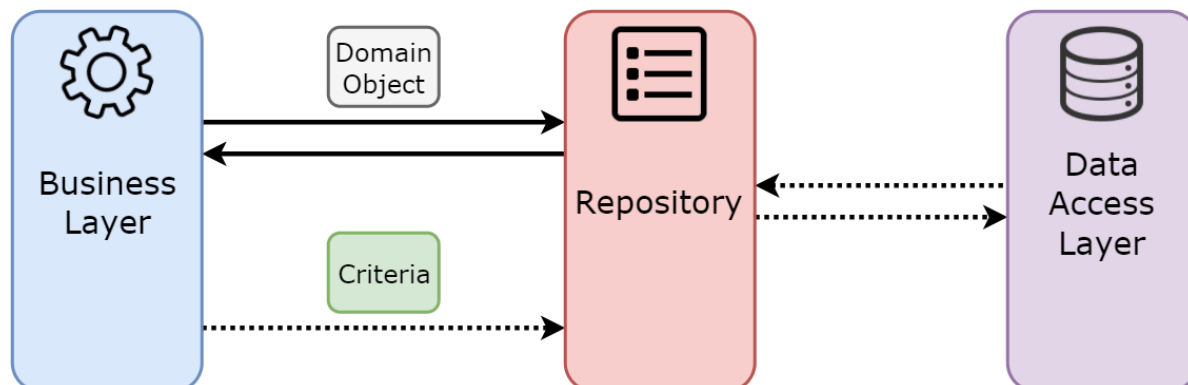 Business
Layer
Domain
Object
Criteria
Repository
Data
Access
Layer